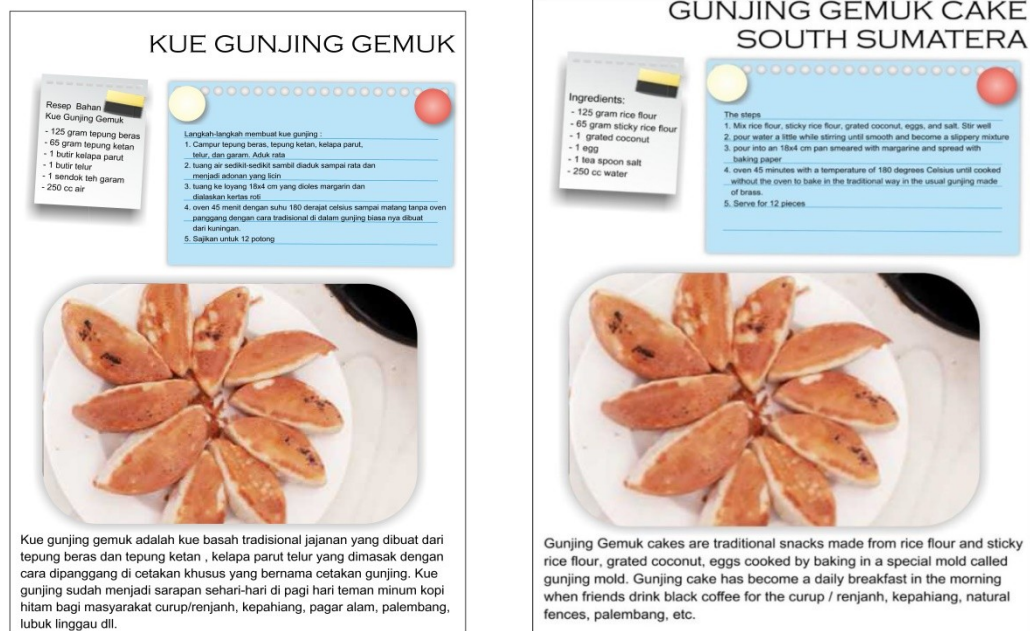 KUE GUNJING GEMUK
Resep Bahan
Kue Gunjing Gemuk
- 125 gram tepung beras
- 65 gram tepung ketan
- 1 butir kelapa parut
- 1 butir telur
- 1 sendok teh garam
- 250 cc air
Langkah-langkah membuat kue gunjing :
1. Campur tepung beras, tepung ketan, kelapa parut,
telur, dan garam. Aduk rata
2. tuang air sedikit-sedikit sambil diaduk sampai rata dan
menjadi adonan yang licin
3. tuang ke loyang 18x4 cm yang dioles margarin dan
dialaskan kertas roti
4. oven 45 menit dengan suhu 180 derajat celsius sampai matang tanpa oven
panggang dengan cara tradisional di dalam gunjing biasa nya dibuat
dari kuningan.
5. Sajikan untuk 12 potong
Kue gunjing gemuk adalah kue basah tradisional jajanan yang dibuat dari
tepung beras dan tepung ketan , kelapa parut telur yang dimasak dengan
cara dipanggang di cetakan khusus yang bernama cetakan gunjing. Kue
gunjing sudah menjadi sarapan sehari-hari di pagi hari teman minum kopi
hitam bagi masyarakat curup/renjanh, kepahiang, pagar alam, palembang,
lubuk linggau dll.
GUNJING GEMUK CAKE
SOUTH SUMATERA
Ingredients:
- 125 gram rice flour
- 65 gram sticky rice flour
- 1 grated coconut
- 1 egg
- 1 tea spoon salt
- 250 cc water
The steps
1. Mix rice flour, sticky rice flour, grated coconut, eggs, and salt. Stir well
2. pour water a little while stirring until smooth and become a slippery mixture
3. pour into an 18x4 cm pan smeared with margarine and spread with
baking paper
4. oven 45 minutes with a temperature of 180 degrees Celsius until cooked
without the oven to bake in the traditional way in the usual gunjing made
of brass.
5. Serve for 12 pieces
Gunjing Gemuk cakes are traditional snacks made from rice flour and sticky
rice flour, grated coconut, eggs cooked by baking in a special mold called
gunjing mold. Gunjing cake has become a daily breakfast in the morning
when friends drink black coffee for the curup / renjanh, kepahiang, natural
fences, palembang, etc.